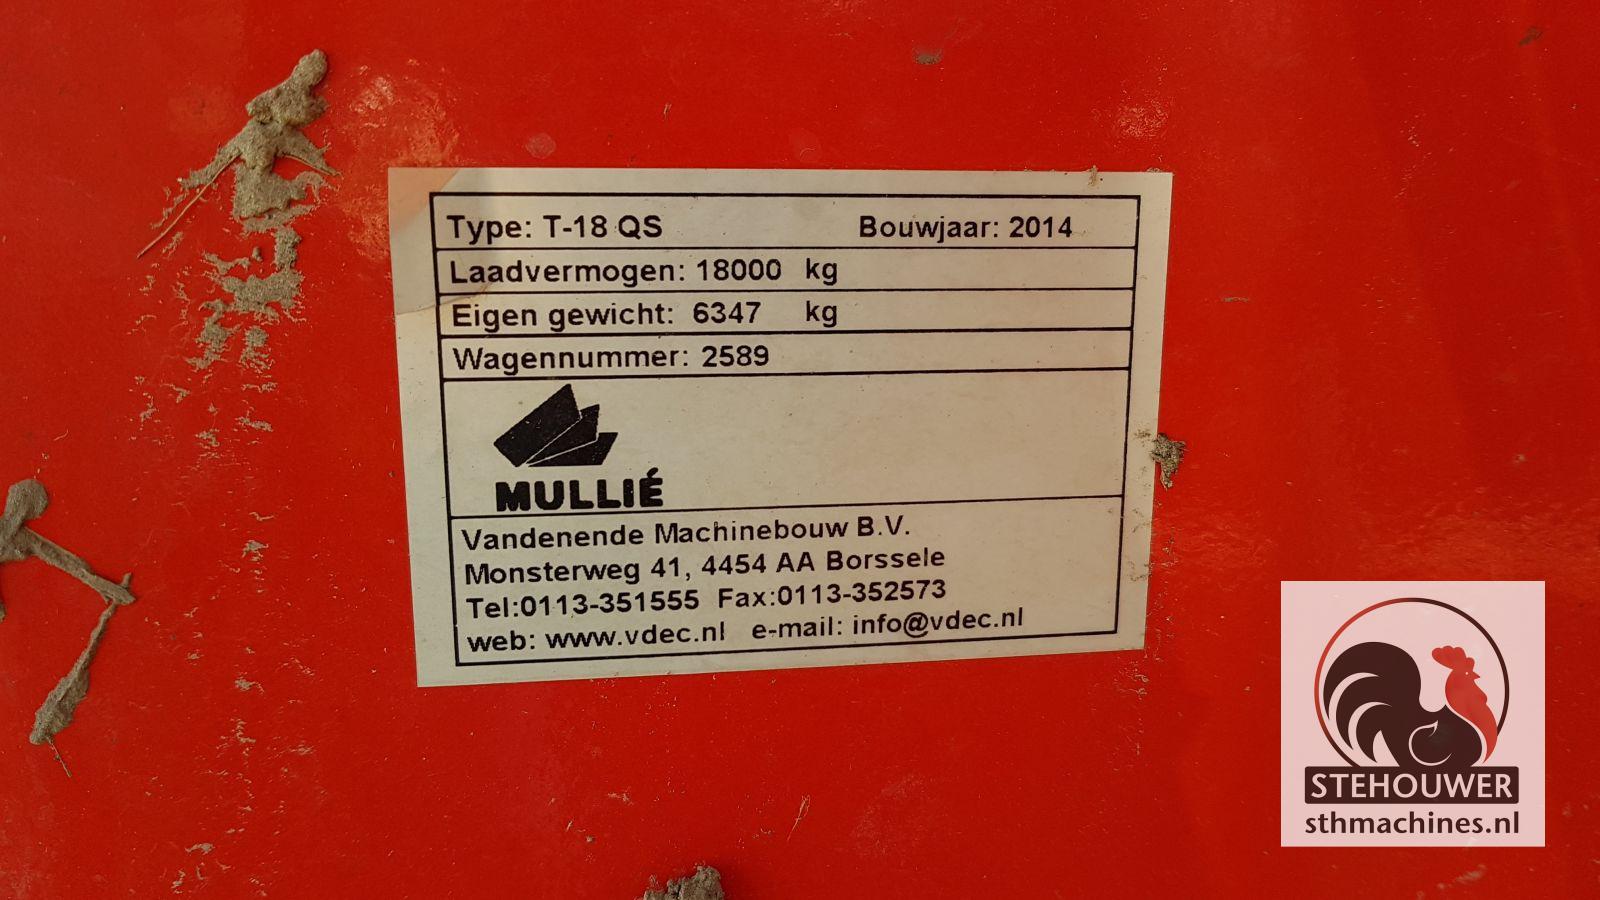 Type: T-18 QS Bouwjaar: 2014
Laadvermogen: 18000 kg
Eigen gewicht: 6347 kg
Wagennummer: 2589
MULLIÉ
Vandenende Machinebouw B.V.
Monsterweg 41, 4454 AA Borssele
Tel:0113-351555 Fax:0113-352573
web: www.vdec.nl e-mail: info@vdec.nl
STEHOUWER
sthmachines.nl